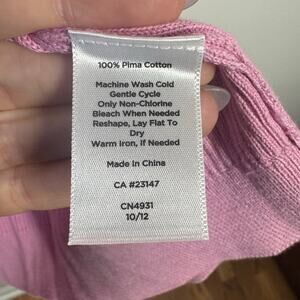 100% Pima Cotton
Machine Wash Cold
Gentle Cycle
Only Non-Chlorine
Bleach When Needed
Reshape, Lay Flat To
Dry
Warm Iron, If Needed
Made in China
CA #23147
CN4931
10/12